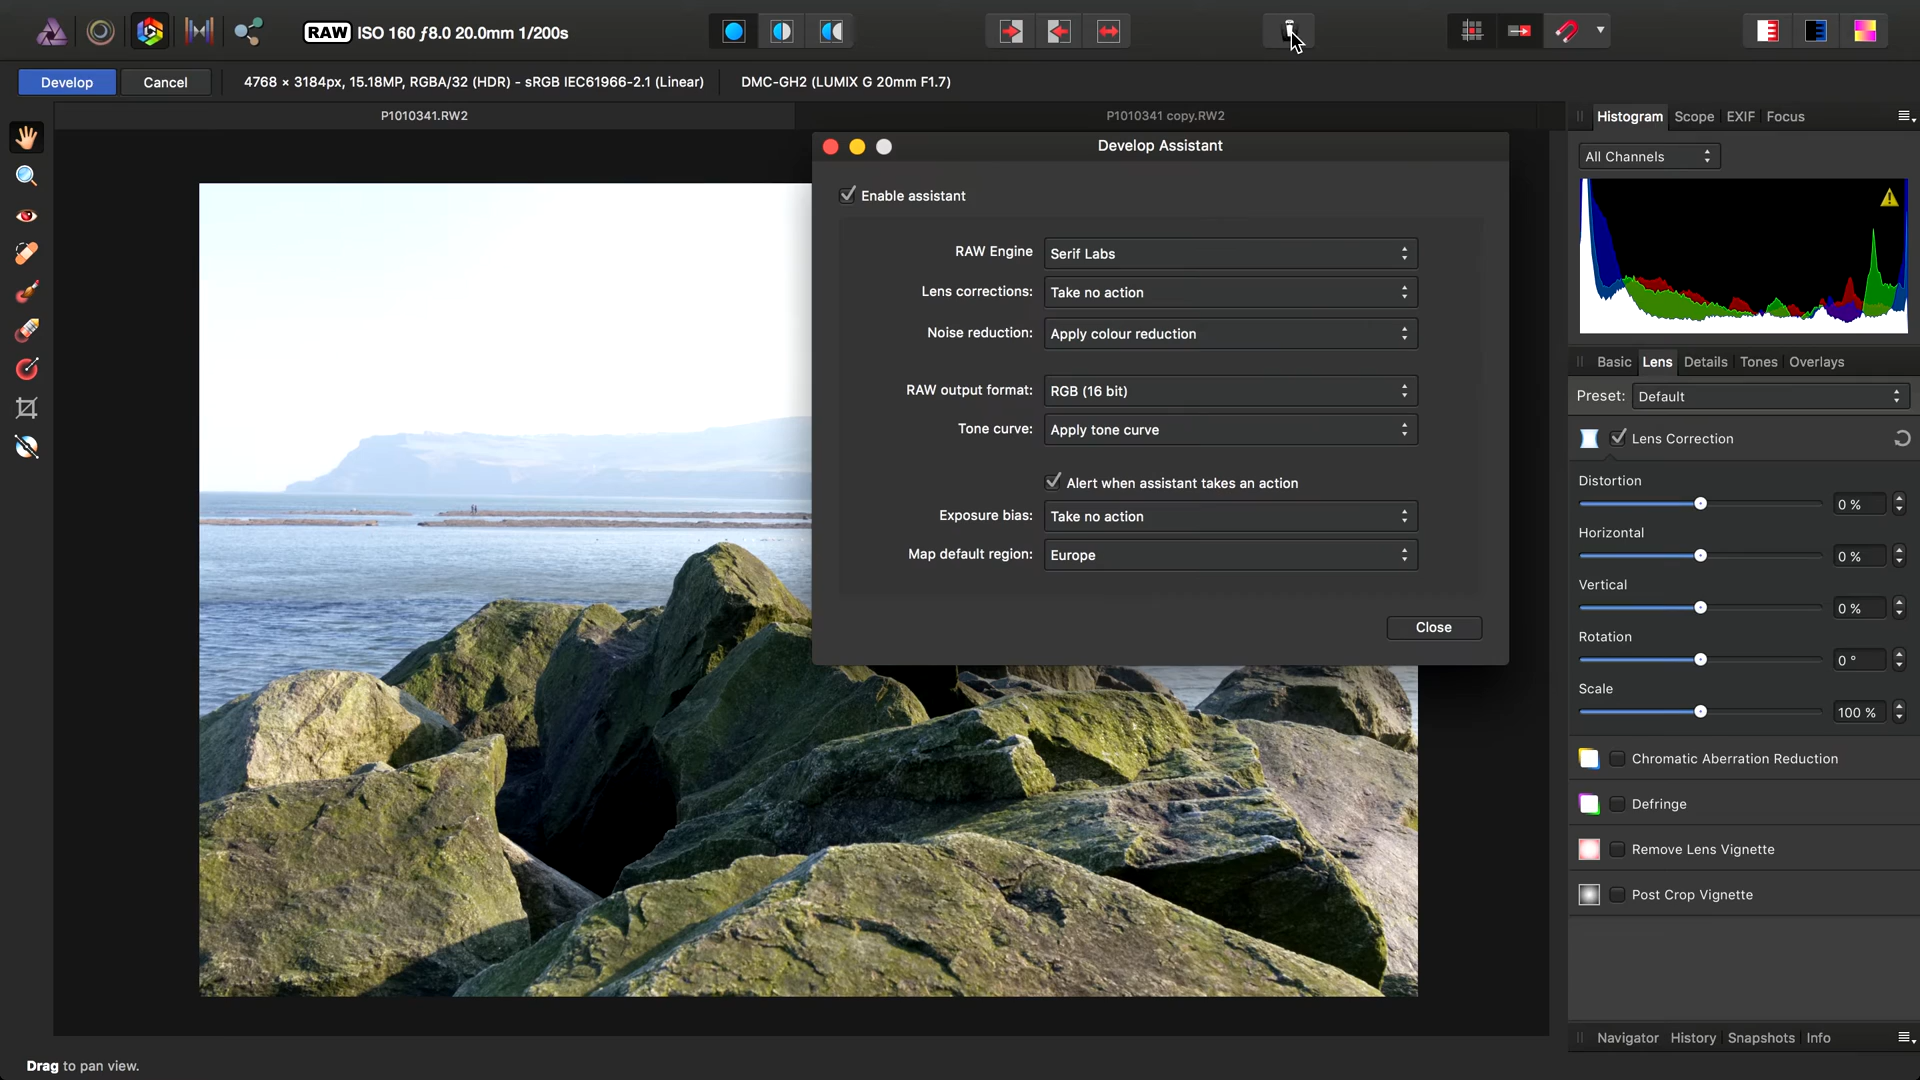 RAW ISO 160 ƒ8.0 20.0mm 1/200s
Develop Cancel 4768 × 3184px, 15.18MP, RGBA/32 (HDR) - sRGB IEC61966-2.1 (Linear) DMC-GH2 (LUMIX G 20mm F1.7)
P1010341.RW2 P1010341 copy.RW2
Histogram Scope EXIF Focus
All Channels
Develop Assistant
Enable assistant
RAW Engine Serif Labs
Lens corrections: Take no action
Noise reduction: Apply colour reduction
RAW output format: RGB (16 bit)
Tone curve: Apply tone curve
Alert when assistant takes an action
Exposure bias: Take no action
Map default region: Europe
Close
Basic Lens Details Tones Overlays
Preset: Default
Lens Correction
Distortion
0 %
Horizontal
0 %
Vertical
0 %
Rotation
0 °
Scale
100 %
Chromatic Aberration Reduction
Defringe
Remove Lens Vignette
Post Crop Vignette
Navigator History Snapshots Info
Drag to pan view.